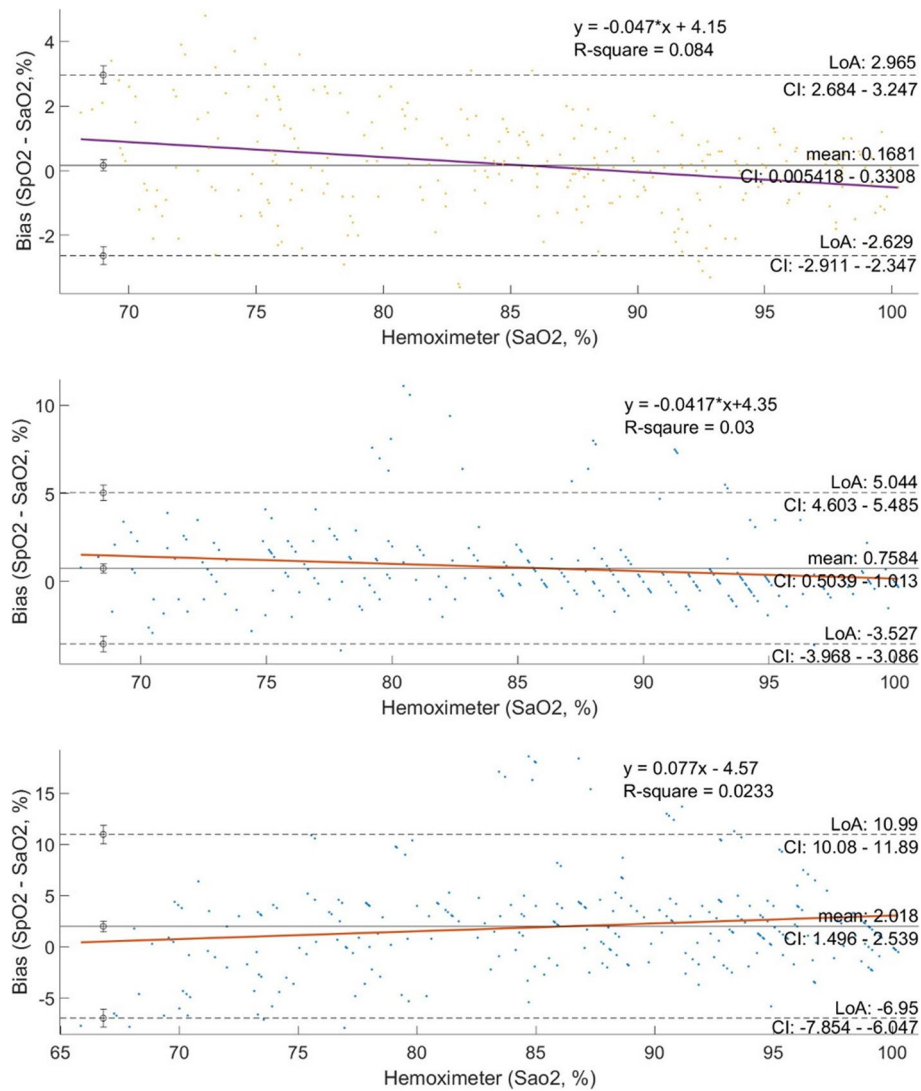 y = -0.047*x + 4.15
R-square = 0.084
LoA: 2.965
CI: 2.684 - 3.247
mean: 0.1681
CI: 0.005418 - 0.3308
LoA: -2.629
CI: -2.911 - -2.347
4
2
0
-2
Bias (SpO2 - SaO2,%)
70 75 80 85 90 95 100
Hemoximeter (SaO2, %)
y = -0.0417*x+4.35
R-sqaure = 0.03
LoA: 5.044
CI: 4.603 - 5.485
mean: 0.7584
CI: 0.5039 - 1.013
LoA: -3.527
CI: -3.968 - -3.086
10
5
0
Bias (SpO2 - SaO2, %)
70 75 80 85 90 95 100
Hemoximeter (SaO2, %)
y = 0.077x - 4.57
R-square = 0.0233
LoA: 10.99
CI: 10.08 - 11.89
mean: 2.018
CI: 1.496 - 2.539
LoA: -6.95
CI: -7.854 - -6.047
15
10
5
0
-5
Bias (SpO2 - SaO2, %)
65 70 75 80 85 90 95 100
Hemoximeter (Sao2, %)